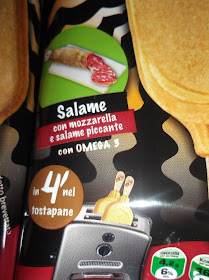 Salame
con mozzarella
e salame piccante
con OMEGA 3
in 4' nel
tostapane